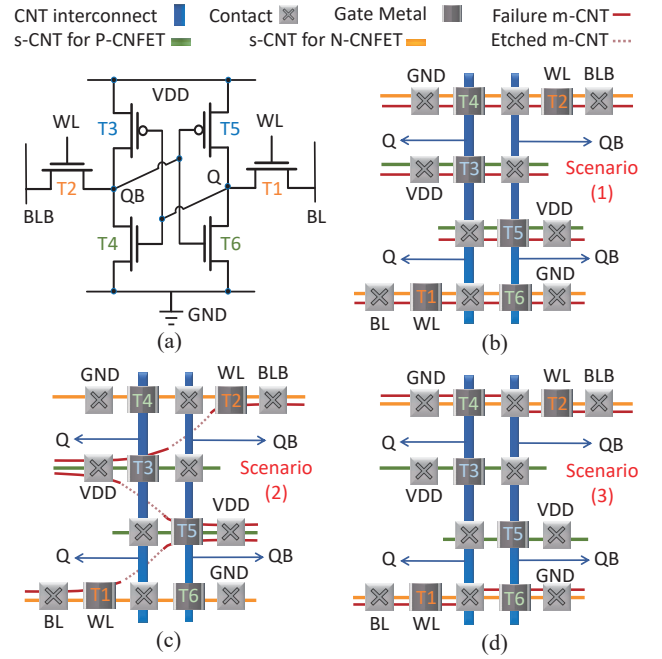 CNT interconnect Contact Gate Metal Failure m-CNT
s-CNT for P-CNFET s-CNT for N-CNFET Etched m-CNT
VDD
T3 T5
WL WL
T2 QB Q T1
BLB BL
T4 T6
GND
(a)
GND WL BLB
T4 T2
Q QB
T3 Scenario
VDD (1)
VDD
T5
Q QB
GND
T1 T6
BL WL
(b)
GND WL BLB
T4 T2
Q QB
T3 Scenario
VDD (2)
VDD
T5
Q QB
GND
T1 T6
BL WL
(c)
GND WL BLB
T4 T2
Q QB
T3 Scenario
VDD (3)
VDD
T5
Q QB
GND
T1 T6
BL WL
(d)